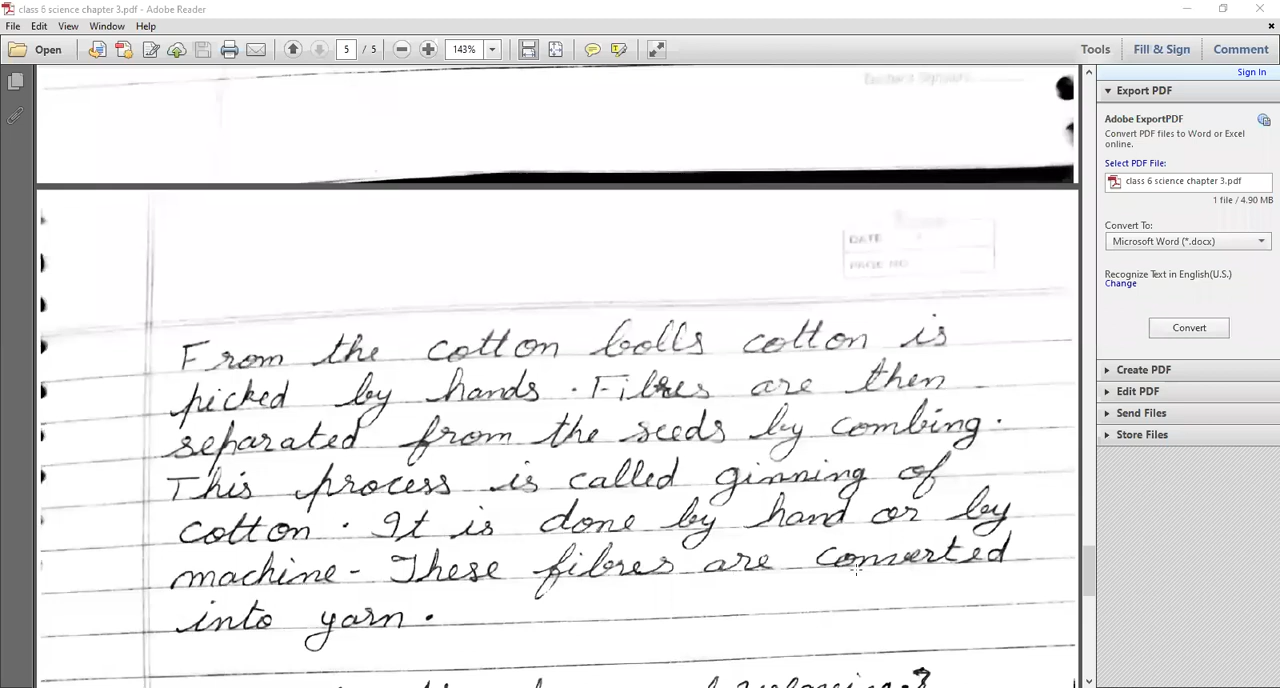 class 6 science chapter 3.pdf - Adobe Reader
File Edit View Window Help
Open 5 / 5 143% Tools Fill & Sign Comment
Sign In
Export PDF
Adobe ExportPDF
Convert PDF files to Word or Excel
online.
Select PDF File:
class 6 science chapter 3.pdf
1 file / 4.90 MB
Convert To:
Microsoft Word (*.docx)
Recognize Text in English(U.S.)
Change
Convert
Create PDF
Edit PDF
Send Files
Store Files
Teacher's Signature
DATE
PAGE NO.
From the cotton bolls cotton is
picked by hands. Fibres are then
separated from the seeds by combing.
This process is called ginning of
cotton. It is done by hand or by
machine - These fibres are converted
into yarn.